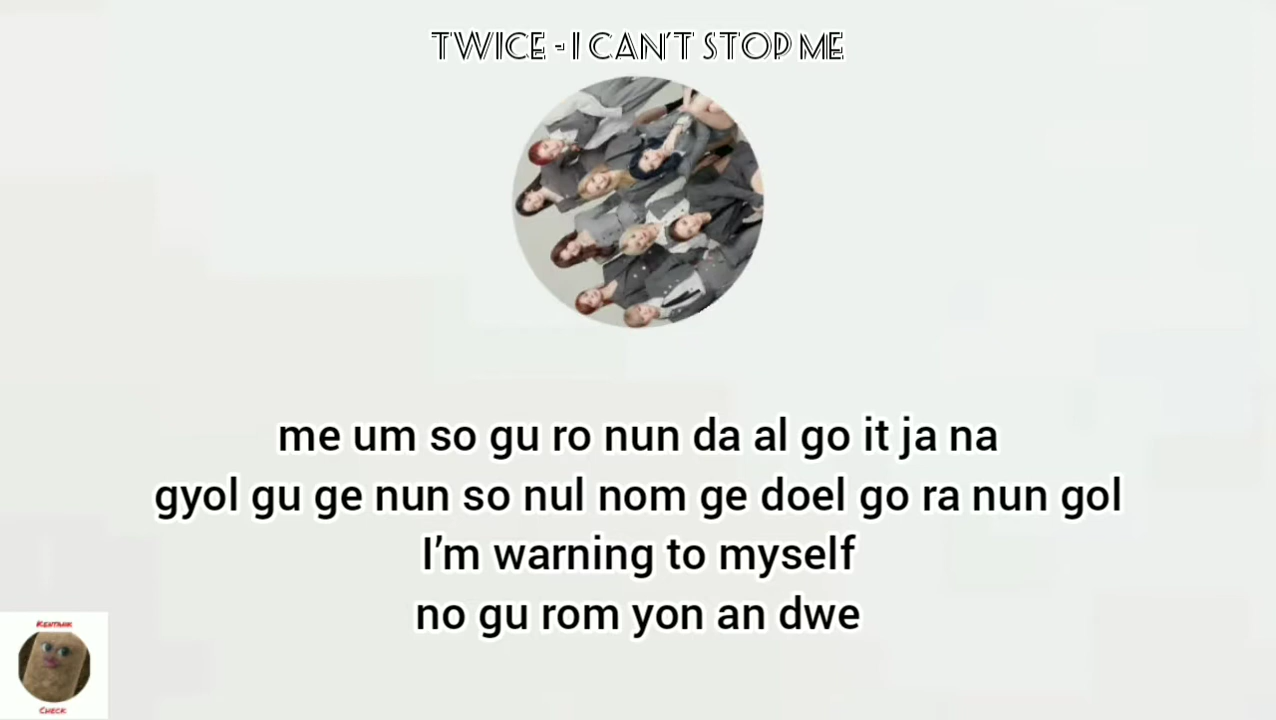 TWICE - I CAN'T STOP ME
me um so gu ro nun da al go it ja na
gyol gu ge nun so nul nom ge doel go ra nun gol
I'm warning to myself
no gu rom yon an dwe
KENTANK
CHECK